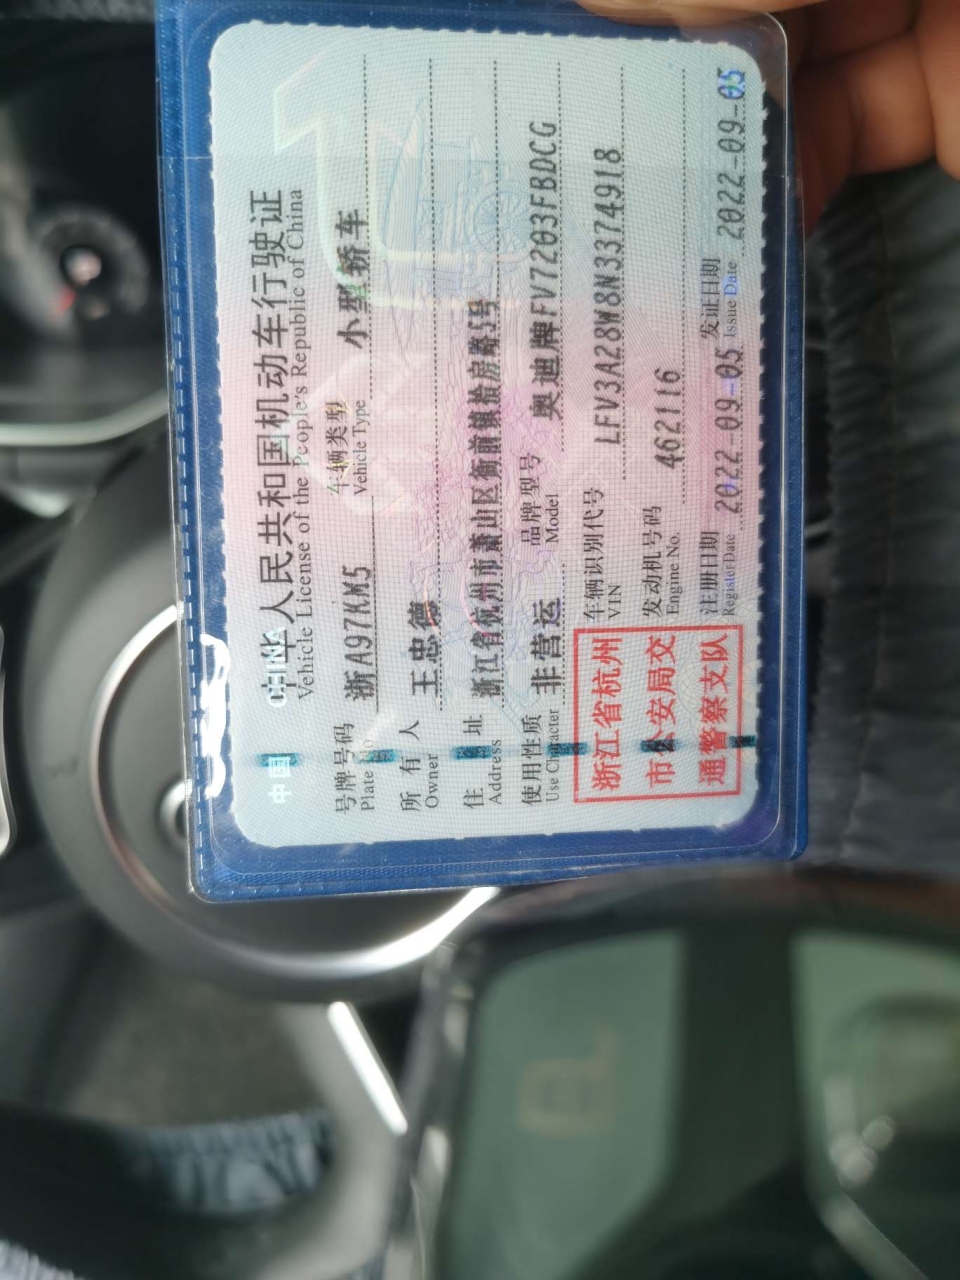 中华人民共和国机动车行驶证
Vehicle License of the People's Republic of China
号牌号码 浙A97KM5 车辆类型 小型轿车
Plate No. Vehicle Type
所有人 王忠德
Owner
住址 浙江省杭州市萧山区衙前镇拾房路5号
Address
使用性质 非营运 品牌型号 奥迪牌FV7203FBDCG
Use Character Model
车辆识别代号 LFV3A28W8N3374918
VIN
发动机号码 462116
Engine No.
注册日期 2022-09-05 发证日期 2022-09-05
Register Date Issue Date
浙江省杭州
市公安局交
通警察支队
中国 CHINA